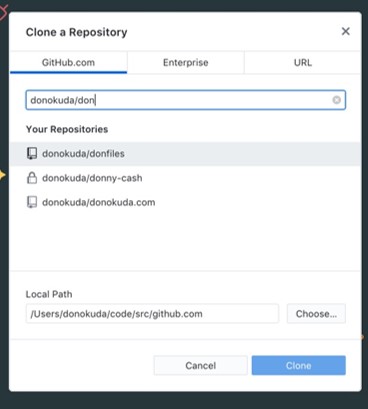 Clone a Repository
GitHub.com
Enterprise
URL
donokuda/don
Your Repositories
donokuda/donfiles
donokuda/donny-cash
donokuda/donokuda.com
Local Path
/Users/donokuda/code/src/github.com
Choose...
Cancel
Clone